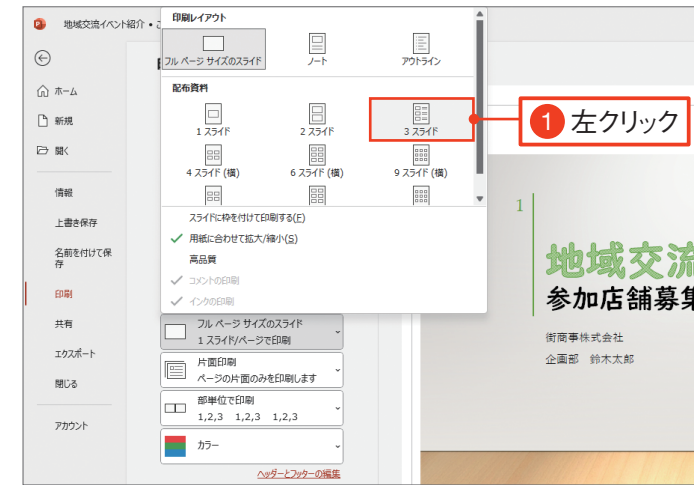 地域交流イベント紹介 • こ
ホーム
新規
開く
情報
上書き保存
名前を付けて保
存
印刷
共有
エクスポート
閉じる
アカウント
印刷レイアウト
フル ページ サイズのスライド
ノート
アウトライン
配布資料
1 スライド
2 スライド
3 スライド
4 スライド (横)
6 スライド (横)
9 スライド (横)
スライドに枠を付けて印刷する(F)
用紙に合わせて拡大/縮小(S)
高品質
コメントの印刷
インクの印刷
フル ページ サイズのスライド
1 スライド/ページで印刷
片面印刷
ページの片面のみを印刷します
部単位で印刷
1,2,3 1,2,3 1,2,3
カラー
ヘッダーとフッターの編集
1 左クリック
1
地域交流
参加店舗募集
街商事株式会社
企画部 鈴木太郎